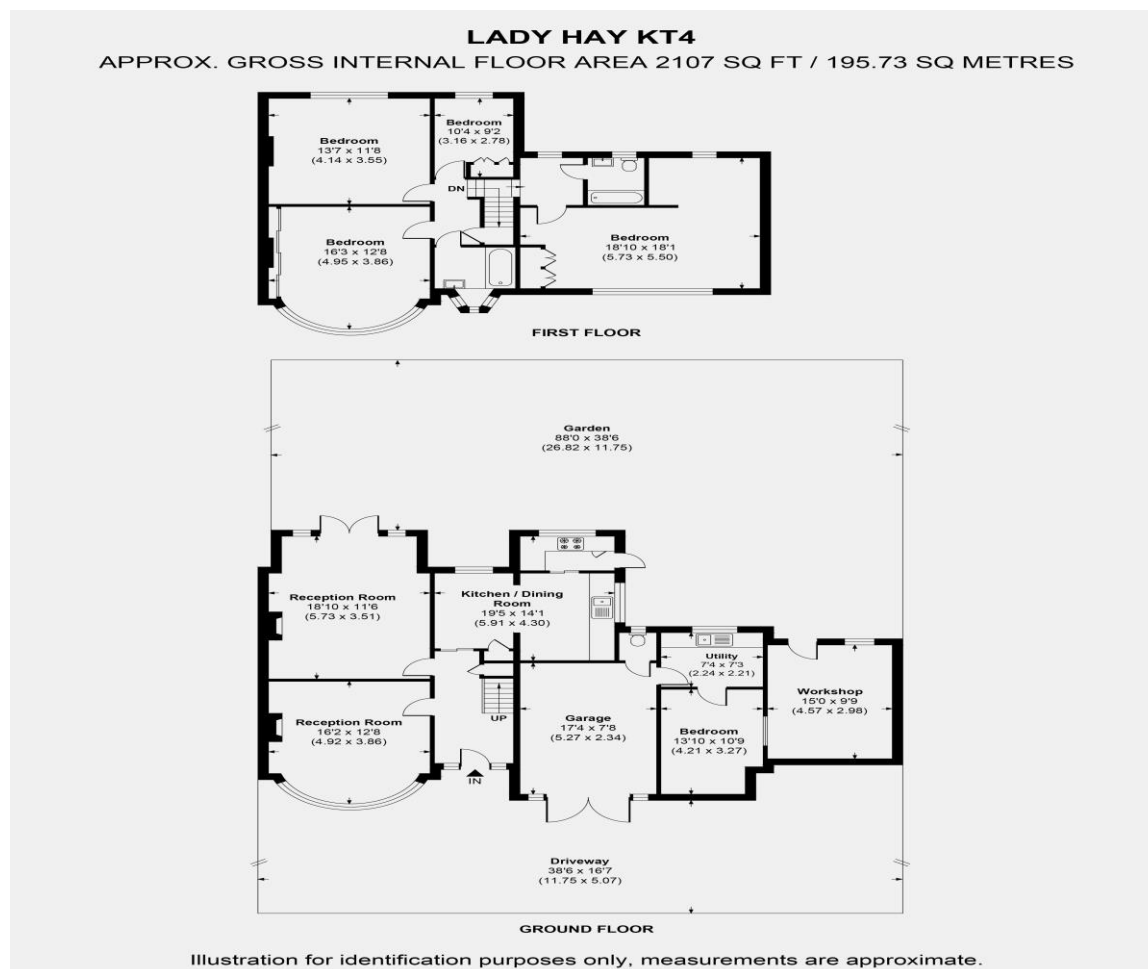 LADY HAY KT4
APPROX. GROSS INTERNAL FLOOR AREA 2107 SQ FT / 195.73 SQ METRES
Bedroom
13'7 x 11'8
(4.14 x 3.55)
Bedroom
10'4 x 9'2
(3.16 x 2.78)
DN
Bedroom
16'3 x 12'8
(4.95 x 3.86)
Bedroom
18'10 x 18'1
(5.73 x 5.50)
FIRST FLOOR
Garden
88'0 x 38'6
(26.82 x 11.75)
Reception Room
18'10 x 11'6
(5.73 x 3.51)
Kitchen / Dining
Room
19'5 x 14'1
(5.91 x 4.30)
Utility
7'4 x 7'3
(2.24 x 2.21)
Workshop
15'0 x 9'9
(4.57 x 2.98)
Reception Room
16'2 x 12'8
(4.92 x 3.86)
UP
Garage
17'4 x 7'8
(5.27 x 2.34)
Bedroom
13'10 x 10'9
(4.21 x 3.27)
IN
Driveway
38'6 x 16'7
(11.75 x 5.07)
GROUND FLOOR
Illustration for identification purposes only, measurements are approximate.